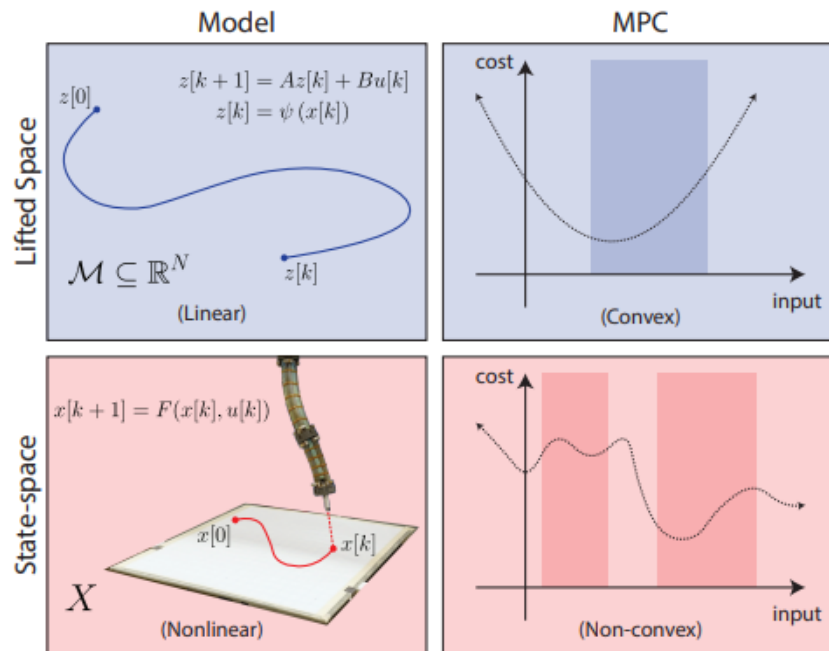 Model
MPC
Lifted Space
z[0]
z[k + 1] = Az[k] + Bu[k]
z[k] = ψ (x[k])
z[k]
ℳ ⊆ ℝᴺ
(Linear)
cost
input
(Convex)
State-space
x[k + 1] = F(x[k], u[k])
x[0]
x[k]
X
(Nonlinear)
cost
input
(Non-convex)